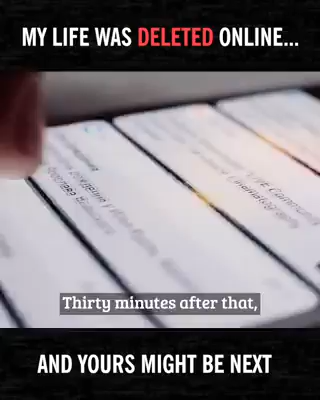 MY LIFE WAS DELETED ONLINE...
Thirty minutes after that,
AND YOURS MIGHT BE NEXT